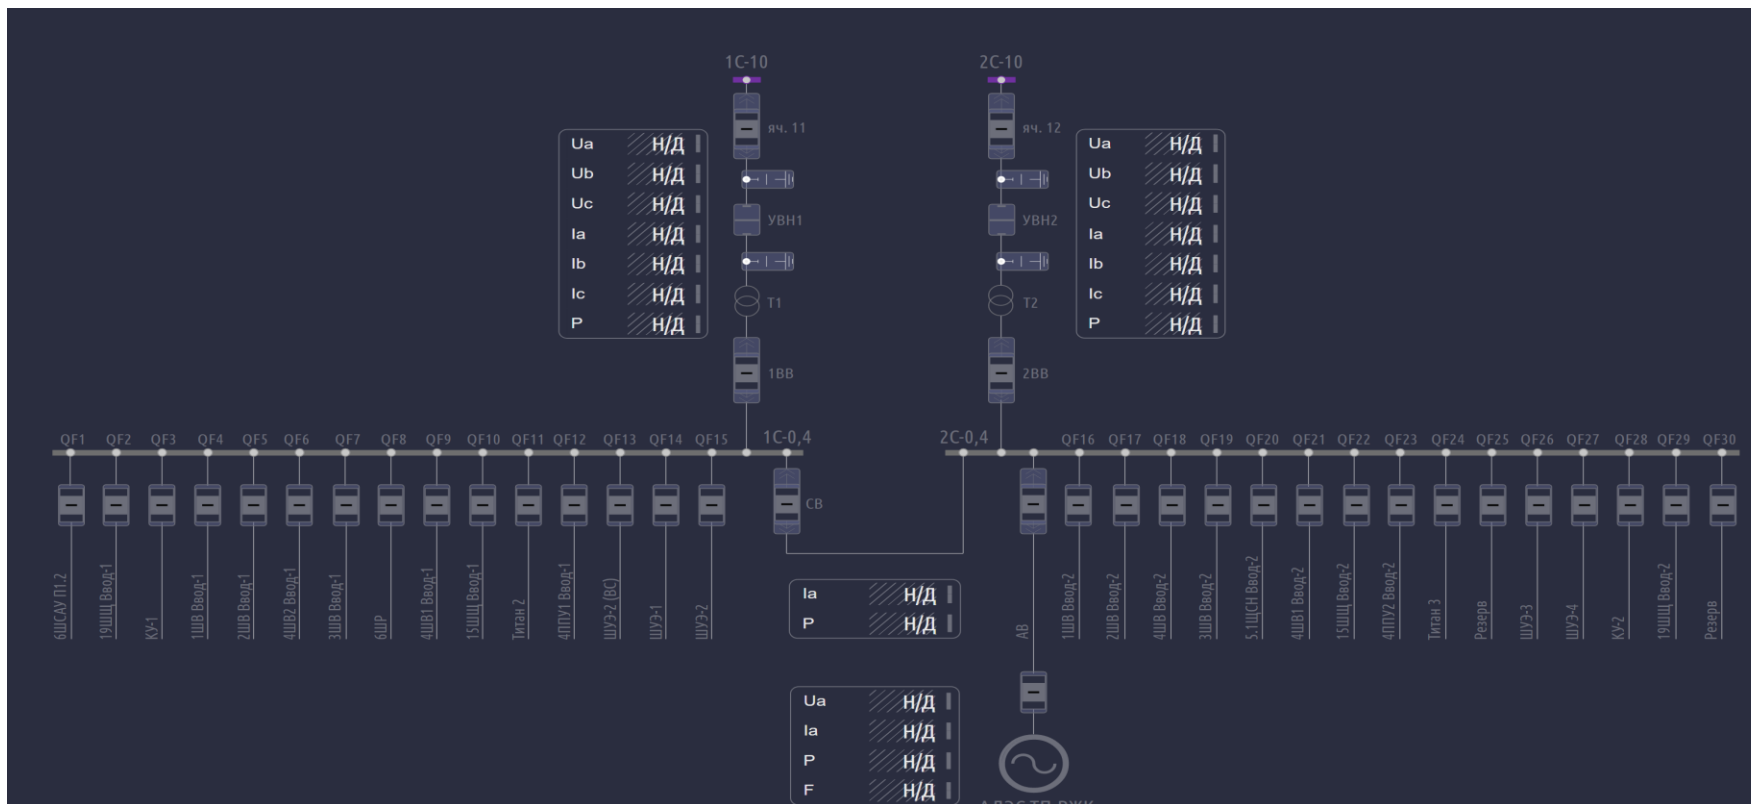 1С-10
2С-10
яч. 11
яч. 12
Ua Н/Д
Ub Н/Д
Uc Н/Д
Ia Н/Д
Ib Н/Д
Ic Н/Д
P Н/Д
УВН1
Т1
1ВВ
УВН2
Т2
2ВВ
Ua Н/Д
Ub Н/Д
Uc Н/Д
Ia Н/Д
Ib Н/Д
Ic Н/Д
P Н/Д
QF1 QF2 QF3 QF4 QF5 QF6 QF7 QF8 QF9 QF10 QF11 QF12 QF13 QF14 QF15
1С-0,4
2С-0,4
QF16 QF17 QF18 QF19 QF20 QF21 QF22 QF23 QF24 QF25 QF26 QF27 QF28 QF29 QF30
СВ
6ШСАУ П1.2
19ШЩ Ввод-1
КУ-1
1ШВ Ввод-1
2ШВ Ввод-1
4ШВ2 Ввод-1
3ШВ Ввод-1
6ШР
4ШВ1 Ввод-1
15ШЩ Ввод-1
Титан 2
4ППУ1 Ввод-1
ШУЭ-2 (ВС)
ШУЭ-1
ШУЭ-2
АВ
1ШВ Ввод-2
2ШВ Ввод-2
4ШВ Ввод-2
3ШВ Ввод-2
5.1ЩСН Ввод-2
4ШВ1 Ввод-2
15ШЩ Ввод-2
4ППУ2 Ввод-2
Титан 3
Резерв
ШУЭ-3
ШУЭ-4
КУ-2
19ШЩ Ввод-2
Резерв
Ia Н/Д
P Н/Д
Ua Н/Д
Ia Н/Д
P Н/Д
F Н/Д